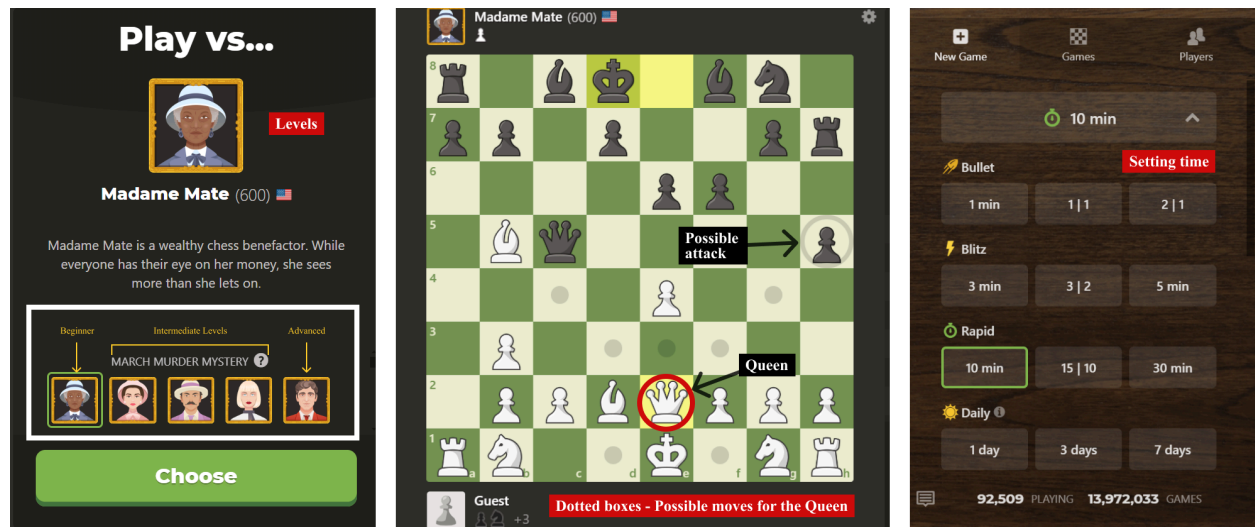 Play vs...
Levels
Madame Mate (600)
Madame Mate is a wealthy chess benefactor. While
everyone has their eye on her money, she sees
more than she lets on.
Beginner
Intermediate Levels
Advanced
MARCH MURDER MYSTERY ?
Choose
Madame Mate (600)
8
7
6
5
4
3
2
1
a
b
c
d
e
f
g
h
Possible
attack
Queen
Guest
+3
Dotted boxes - Possible moves for the Queen
New Game
Games
Players
10 min
Setting time
Bullet
1 min
1 | 1
2 | 1
Blitz
3 min
3 | 2
5 min
Rapid
10 min
15 | 10
30 min
Daily
1 day
3 days
7 days
92,509 PLAYING 13,972,033 GAMES